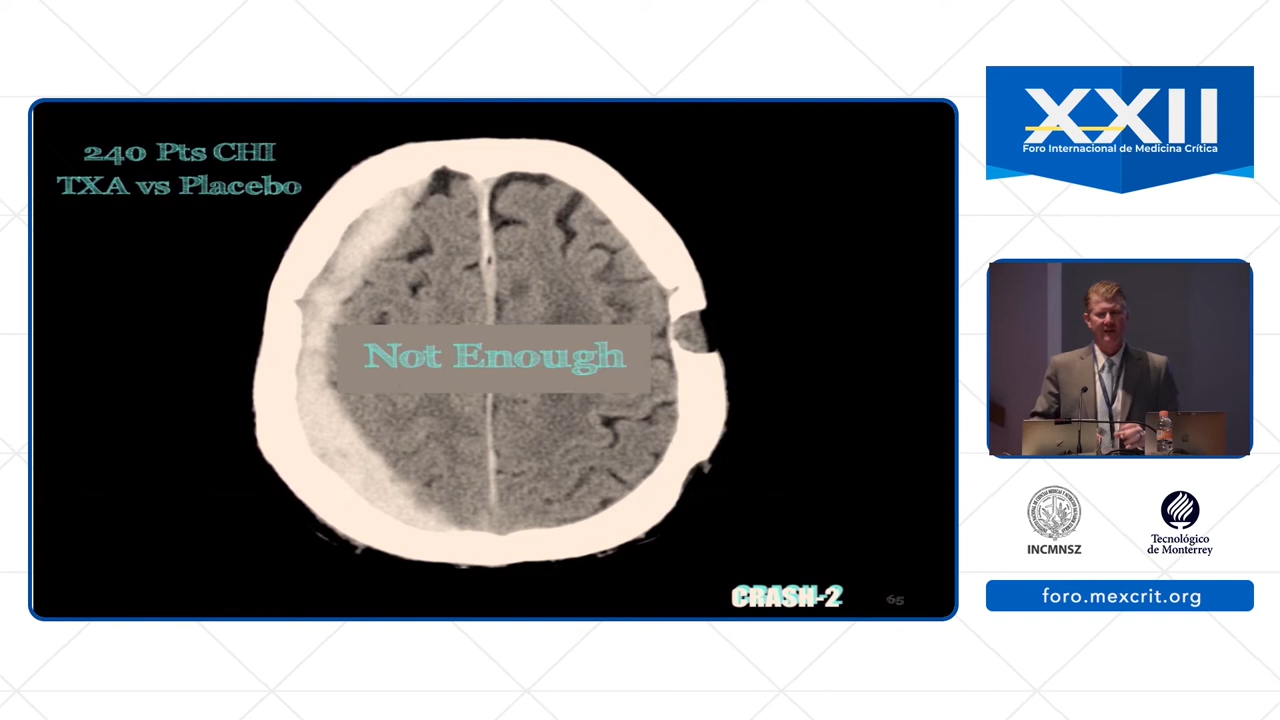 240 Pts CHI
TXA vs Placebo
Not Enough
CRASH-2
65
XXII
Foro Internacional de Medicina Crítica
INCMNSZ
Tecnológico
de Monterrey
foro.mexcrit.org